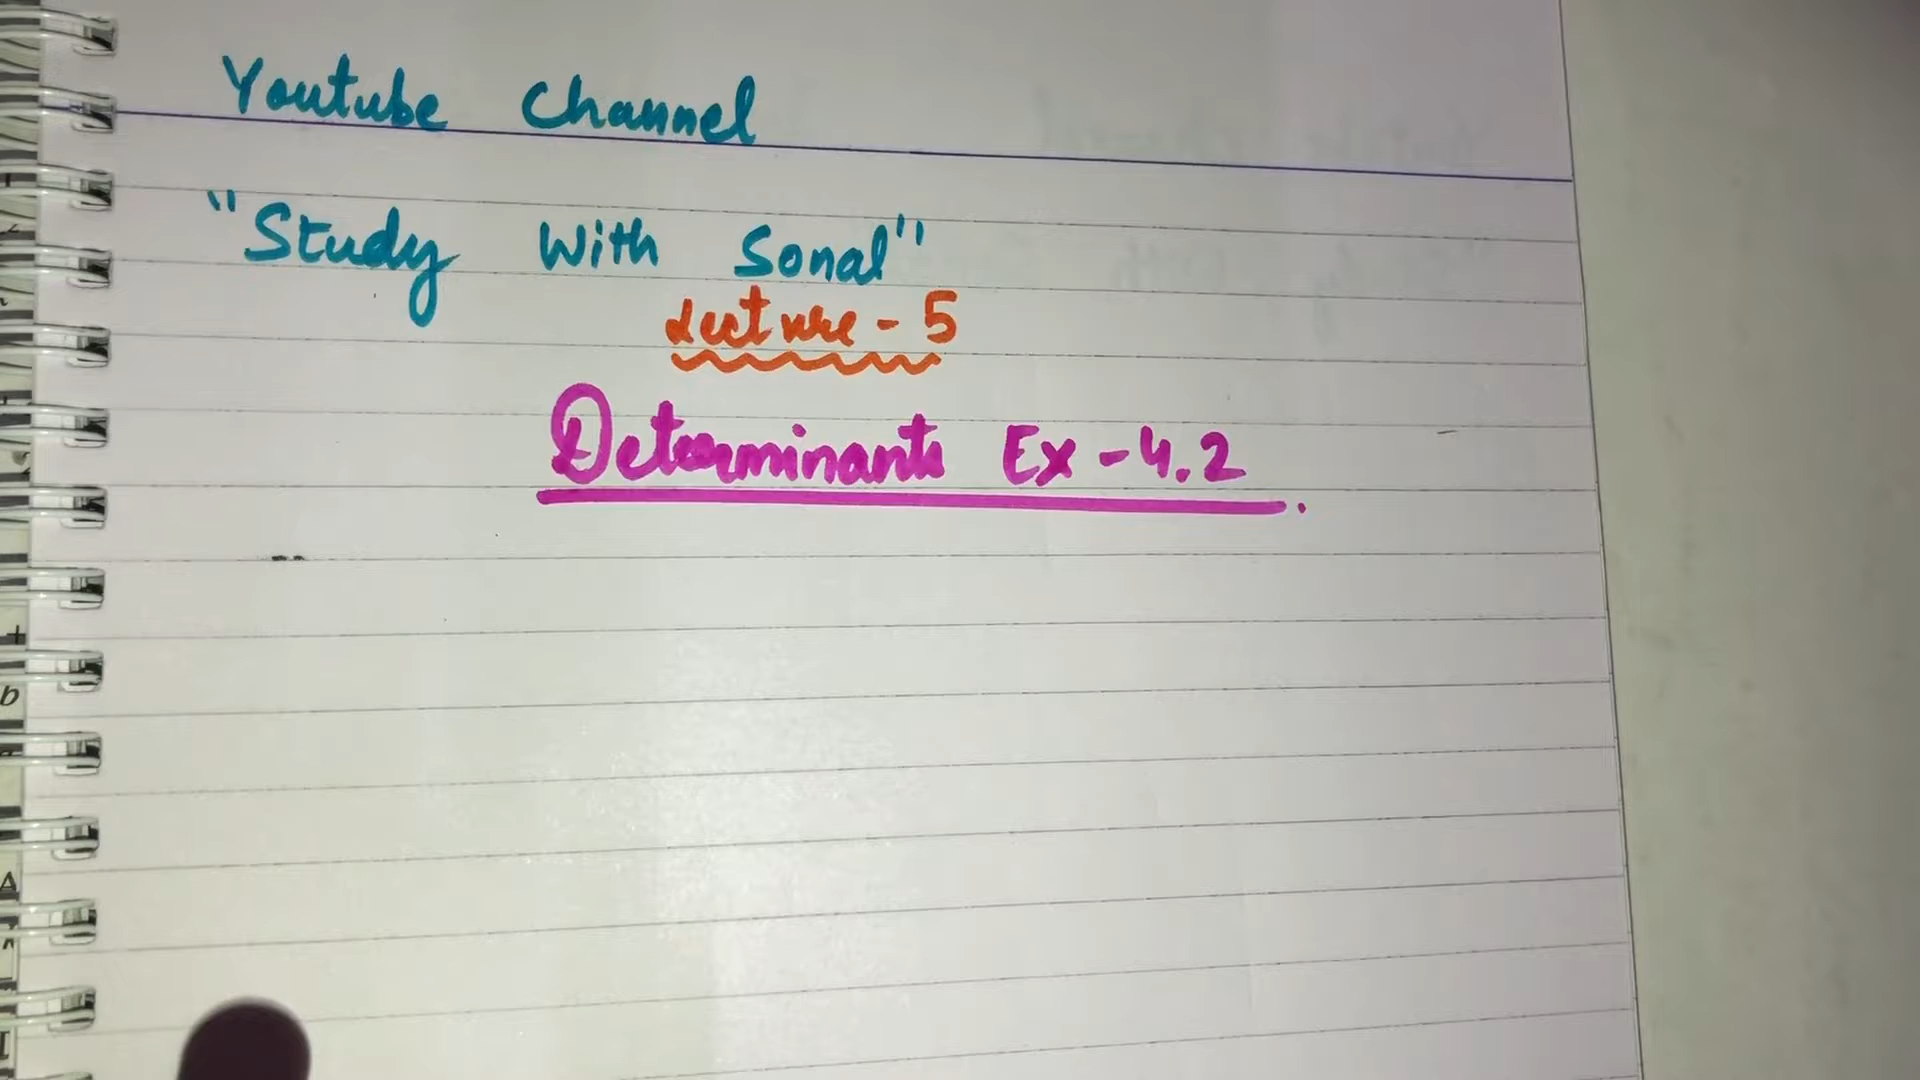 Youtube Channel
"Study With Sonal"
Lecture - 5
Determinants Ex - 4.2